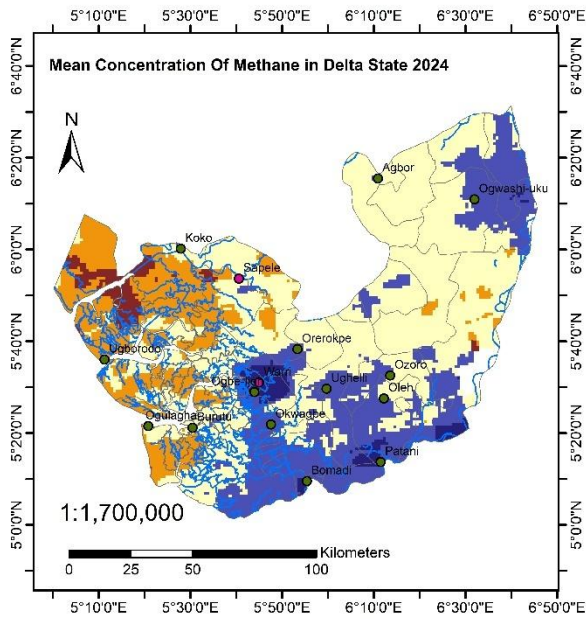 5°10'0"E 5°30'0"E 5°50'0"E 6°10'0"E 6°30'0"E 6°50'0"E
Mean Concentration Of Methane in Delta State 2024
6°40'0"N 6°40'0"N
N
6°20'0"N 6°20'0"N
Agbor
Ogwashi-uku
6°0'0"N 6°0'0"N
Koko
Sapele
5°40'0"N 5°40'0"N
Orerokpe
Ugborodo
Warri
Ozoro
Ughelli
Oleh
Ogulagha Burutu Okwagbe
5°20'0"N 5°20'0"N
Patani
Bomadi
1:1,700,000
5°0'0"N 5°0'0"N
Kilometers
0 25 50 100
5°10'0"E 5°30'0"E 5°50'0"E 6°10'0"E 6°30'0"E 6°50'0"E